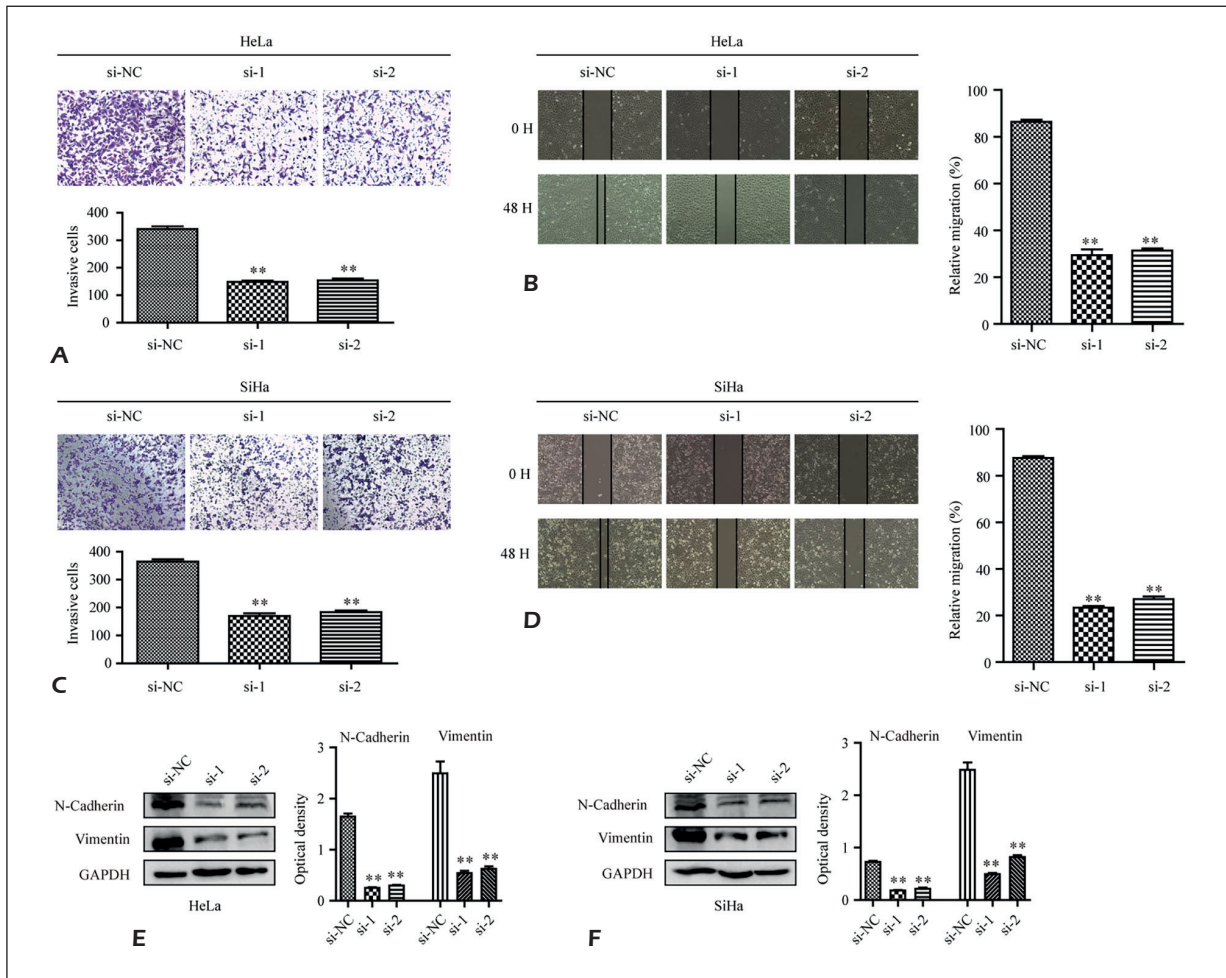 HeLa
si-NC si-1 si-2
400
300
200
100
0
Invasive cells
** **
si-NC si-1 si-2
A
HeLa
si-NC si-1 si-2
0 H
48 H
B
100
80
60
40
20
0
Relative migration (%)
** **
si-NC si-1 si-2
SiHa
si-NC si-1 si-2
400
300
200
100
0
Invasive cells
** **
si-NC si-1 si-2
C
SiHa
si-NC si-1 si-2
0 H
48 H
D
100
80
60
40
20
0
Relative migration (%)
** **
si-NC si-1 si-2
si-NC si-1 si-2
N-Cadherin
Vimentin
GAPDH
HeLa
E
N-Cadherin Vimentin
3
2
1
0
Optical density
** ** ** **
si-NC si-1 si-2 si-NC si-1 si-2
si-NC si-1 si-2
N-Cadherin
Vimentin
GAPDH
SiHa
F
N-Cadherin Vimentin
3
2
1
0
Optical density
** ** ** **
si-NC si-1 si-2 si-NC si-1 si-2